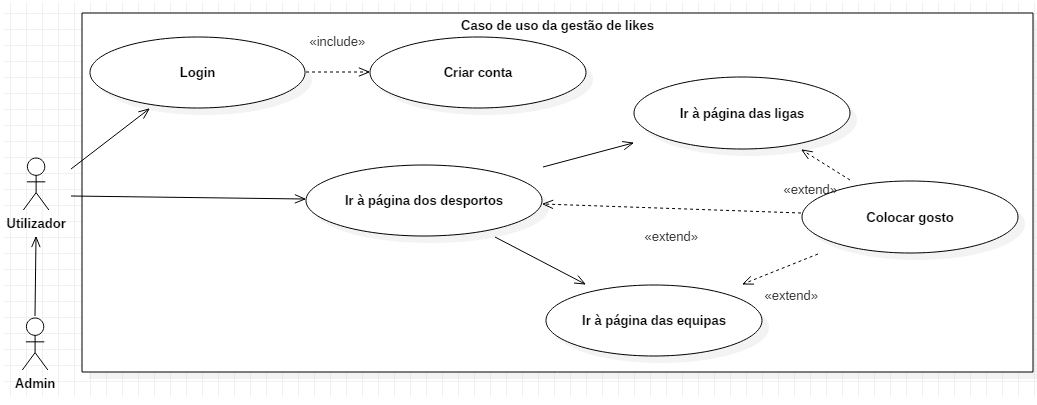 Caso de uso da gestão de likes
«include»
Login
Criar conta
Ir à página das ligas
«extend»
Utilizador
Ir à página dos desportos
Colocar gosto
«extend»
«extend»
Ir à página das equipas
Admin